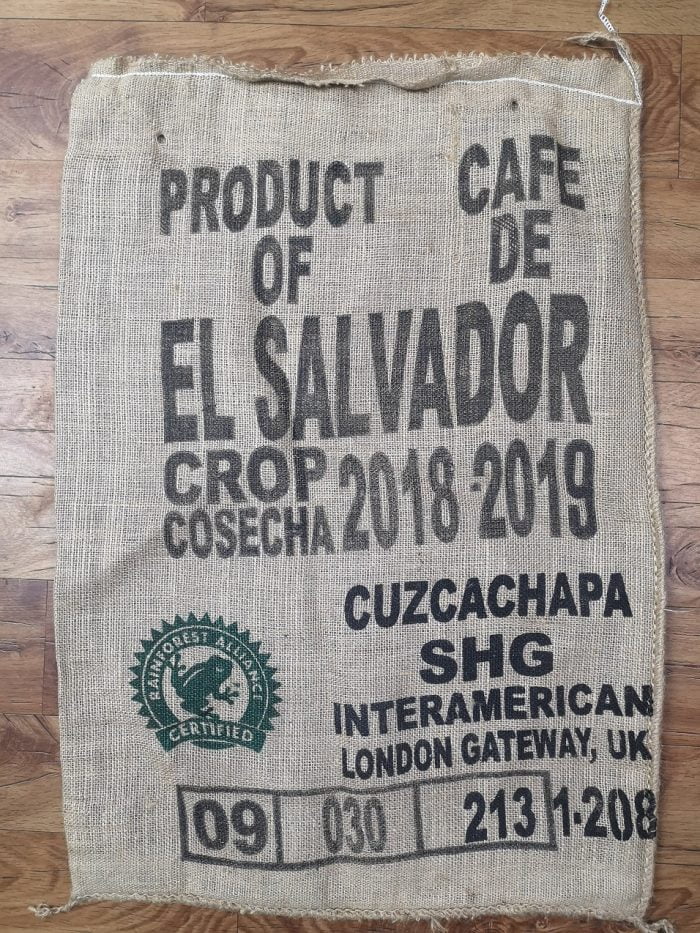 PRODUCT CAFE
OF DE
EL SALVADOR
CROP
COSECHA 2018-2019
CUZCACHAPA
SHG
INTERAMERICAN
LONDON GATEWAY, UK
RAINFOREST ALLIANCE
CERTIFIED
09 030 213 1-208